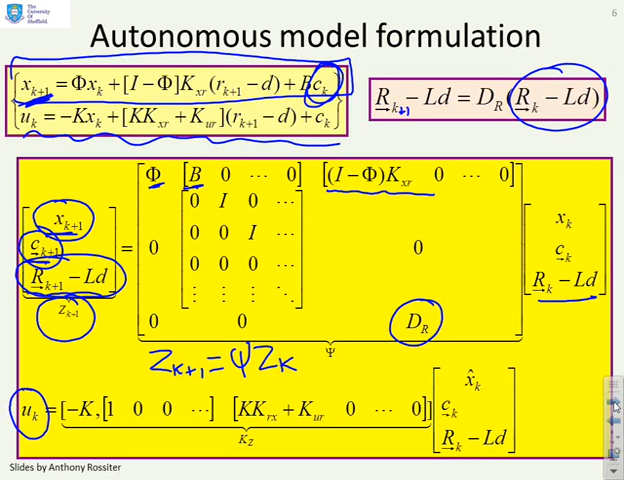 The University Of Sheffield.
6
Autonomous model formulation
x_{k+1} = Φx_k + [I − Φ]K_{xr}(r_{k+1} − d) + Bc_k
u_k = −Kx_k + [KK_{xr} + K_{ur}](r_{k+1} − d) + c_k
R_{k+1} − Ld = D_R(R_k − Ld)
Φ [B 0 ⋯ 0] [(I − Φ)K_{xr} 0 ⋯ 0]
x_{k+1} 0 I 0 ⋯ x_k
c_{k+1} = 0 0 0 I ⋯ 0 c_k
R_{k+1} − Ld 0 0 0 ⋯ R_k − Ld
Z_{k+1} ⋮ ⋮ ⋮ ⋱
0 0 D_R
Ψ
Z_{k+1} = ΨZ_k
x̂_k
u_k = [−K, [1 0 0 ⋯] [KK_{rx} + K_{ur} 0 ⋯ 0]] c_k
K_Z R_k − Ld
Slides by Anthony Rossiter